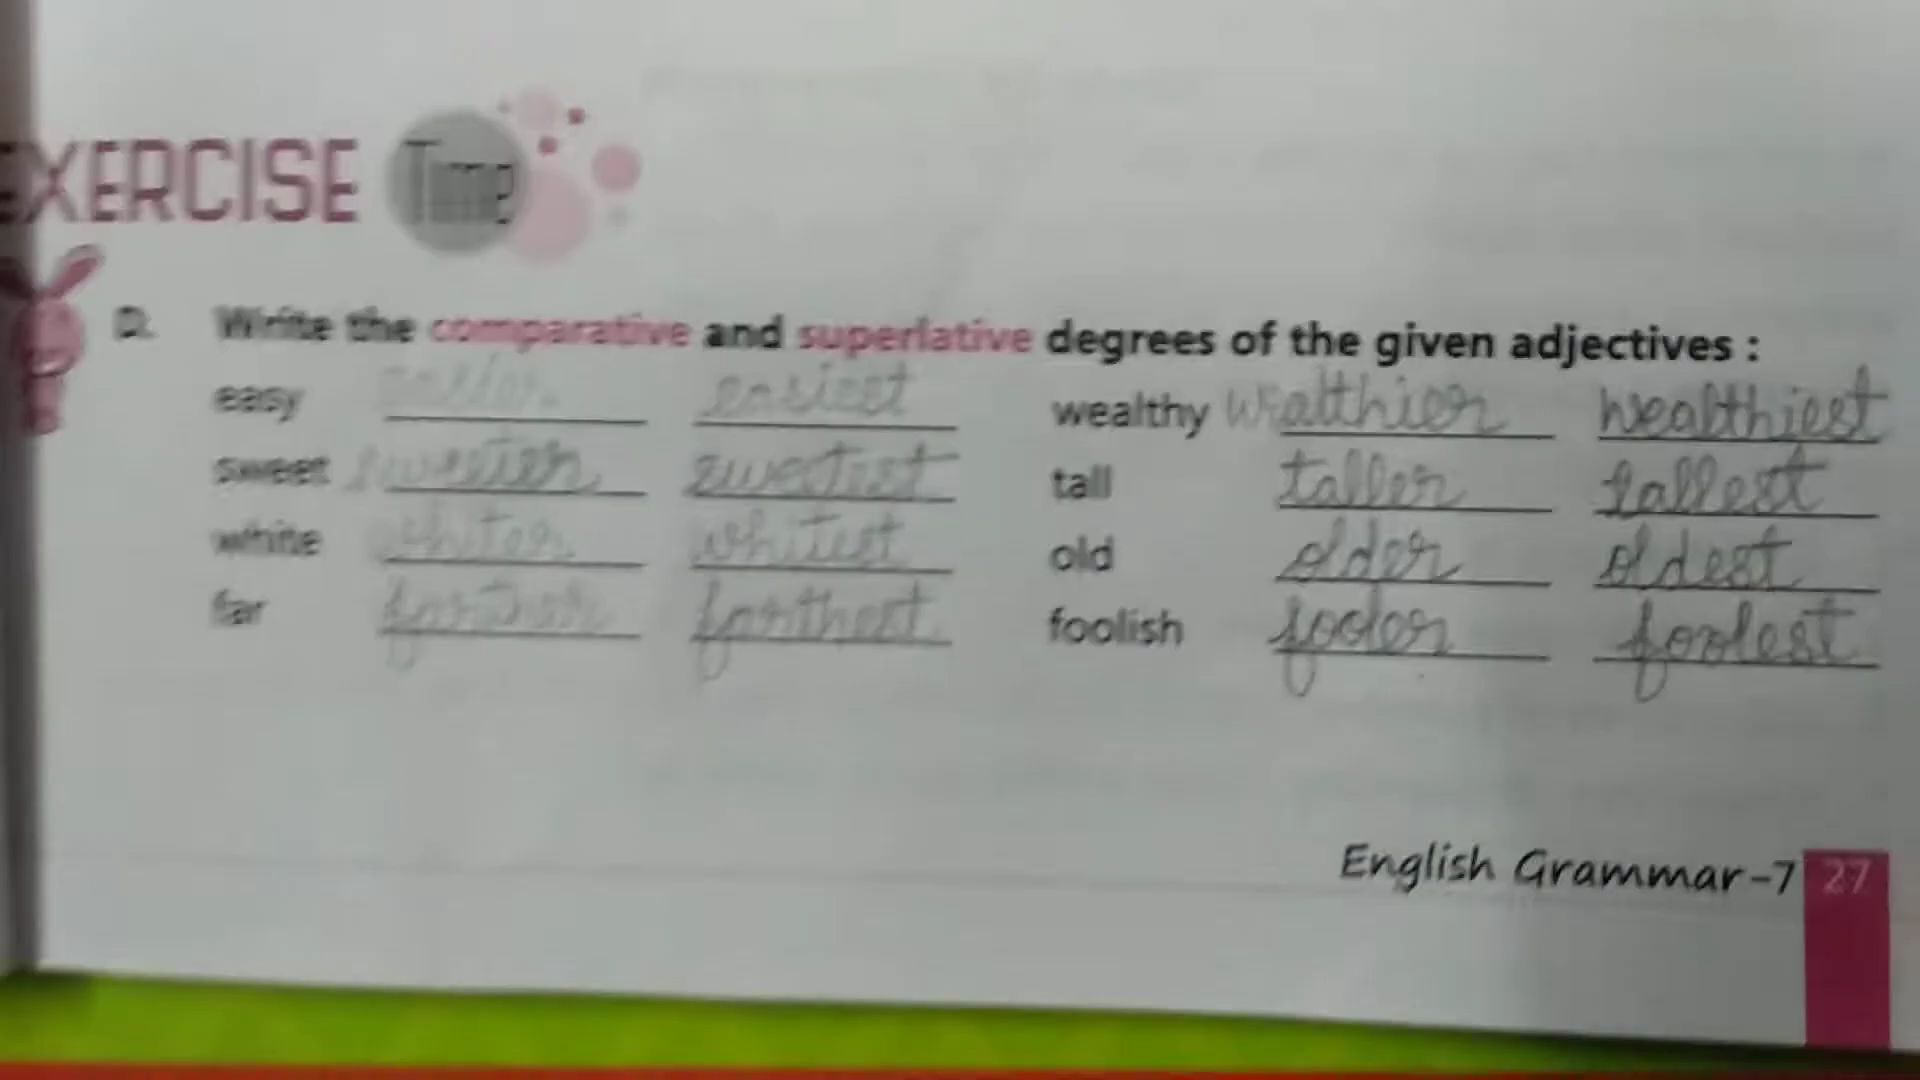 EXERCISE Time
D. Write the comparative and superlative degrees of the given adjectives :
easy easier easiest wealthy wealthier wealthiest
sweet sweeter sweetest tall taller tallest
white whiter whitest old older oldest
far farther farthest foolish fooler foolest
English Grammar-7 27